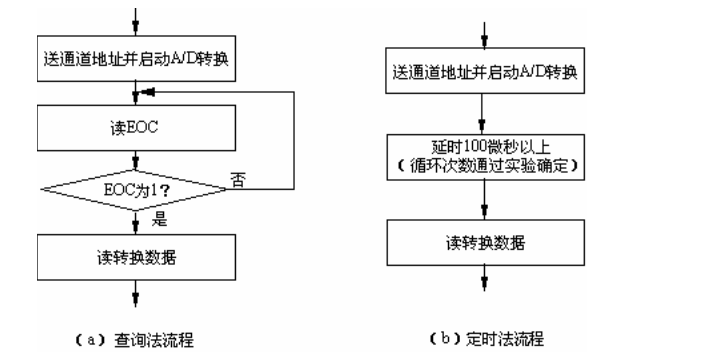 送通道地址并启动A/D转换
读EOC
EOC为1?
否
是
读转换数据
(a)查询法流程
送通道地址并启动A/D转换
延时100微秒以上
(循环次数通过实验确定)
读转换数据
(b)定时法流程